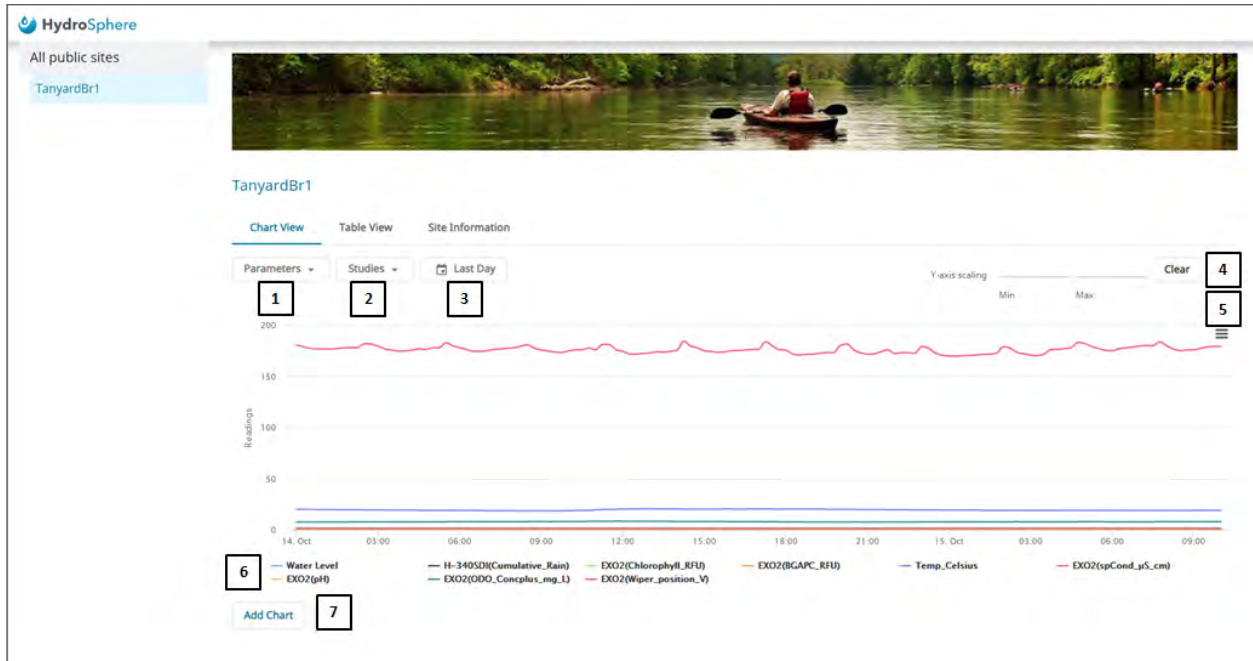 HydroSphere
All public sites
TanyardBr1
TanyardBr1
Chart View Table View Site Information
Parameters Studies Last Day Y-axis scaling Clear 4
1 2 3 Min Max 5
200
150
100
50
0
Readings
14. Oct 03:00 06:00 09:00 12:00 15:00 18:00 21:00 15. Oct 03:00 06:00 09:00
6 Water Level H-340SDI(Cumulative_Rain) EXO2(Chlorophyll_RFU) EXO2(BGAPC_RFU) Temp_Celsius EXO2(spCond_µS_cm)
EXO2(pH) EXO2(ODO_Concplus_mg_L) EXO2(Wiper_position_V)
Add Chart 7